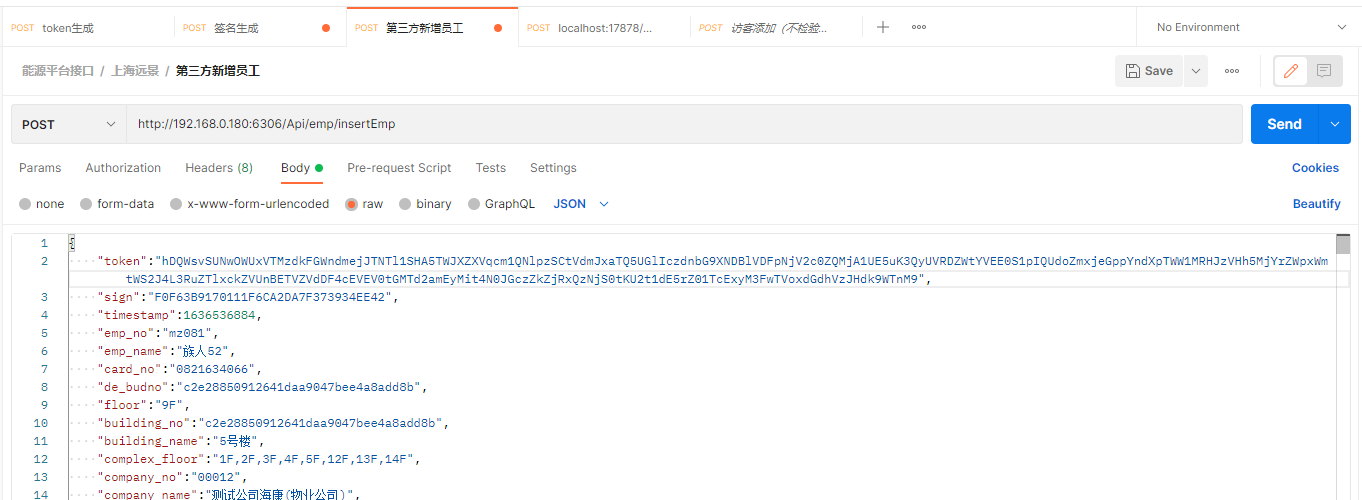 POST token生成
POST 签名生成
POST 第三方新增员工
POST localhost:17878/...
POST 访客添加（不检验...
No Environment
能源平台接口 / 上海远景 / 第三方新增员工
Save
POST http://192.168.0.180:6306/Api/emp/insertEmp
Send
Params Authorization Headers (8) Body Pre-request Script Tests Settings
Cookies
none form-data x-www-form-urlencoded raw binary GraphQL JSON
Beautify
1 {
2 "token":"hDQWsvSUNwOWUxVTMzdkFGWndmejJTNTl1SHA5TWJXZXVqcm1QNlpzSCtVdmJxaTQ5UGlIczdnbG9XNDBlVDFpNjV2c0ZQMjA1UE5uK3QyUVRDZWtYVEE0S1pIQUdoZmxjeGppYndXpTWW1MRHJzVHh5MjYrZWpxWm
tWS2J4L3RuZTlxckZVUnBETVZVdDF4cEVEV0tGMTd2amEyMit4N0JGczZkZjRxQzNjS0tKU2t1dE5rZ01TcExyM3FwTVoxdGdhVzJHdk9WTnM9",
3 "sign":"F0F63B9170111F6CA2DA7F373934EE42",
4 "timestamp":1636536884,
5 "emp_no":"mz081",
6 "emp_name":"族人52",
7 "card_no":"0821634066",
8 "de_budno":"c2e28850912641daa9047bee4a8add8b",
9 "floor":"9F",
10 "building_no":"c2e28850912641daa9047bee4a8add8b",
11 "building_name":"5号楼",
12 "complex_floor":"1F,2F,3F,4F,5F,12F,13F,14F",
13 "company_no":"00012",
14 "company_name":"测试公司海康(物业公司)",